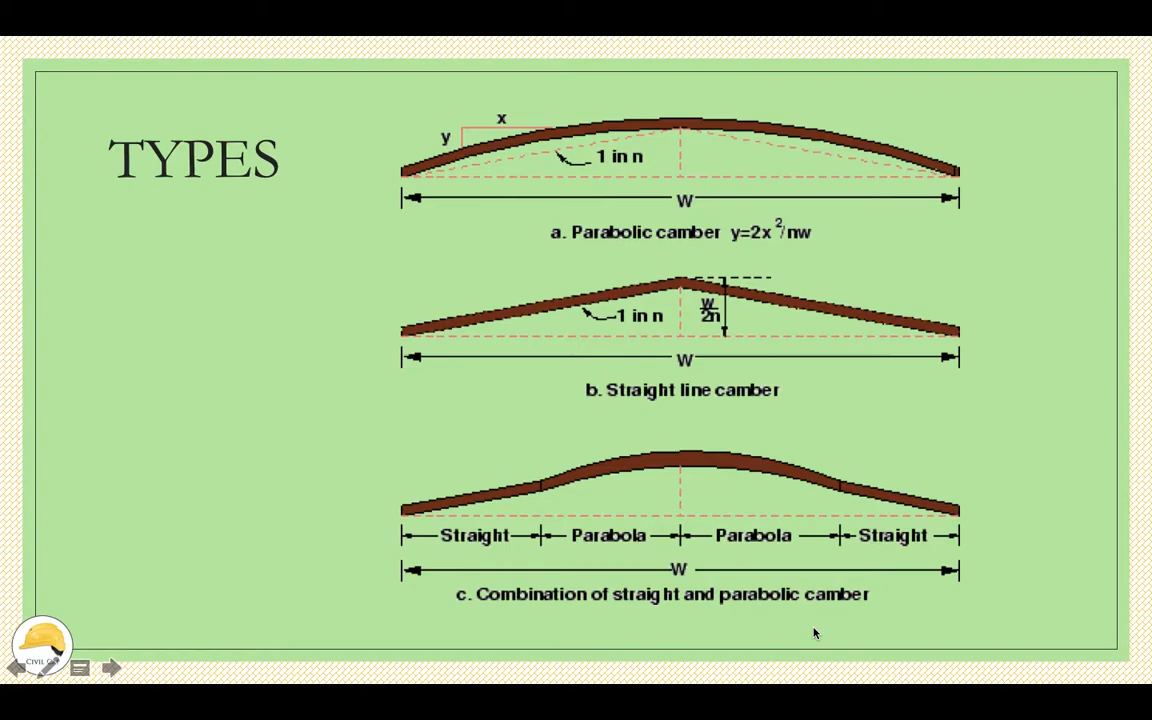 TYPES
x
y
1 in n
W
a. Parabolic camber y=2x²/nw
w
1 in n
2n
W
b. Straight line camber
Straight Parabola Parabola Straight
W
c. Combination of straight and parabolic camber